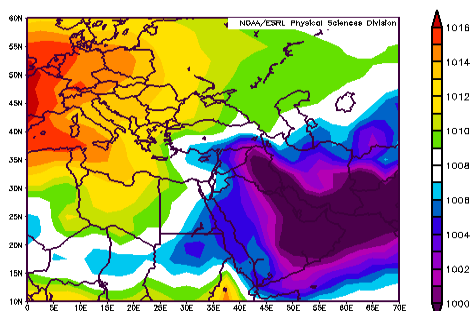 NOAA/ESRL Physical Sciences Division
60N
55N
50N
45N
40N
35N
30N
25N
20N
15N
10N
0 5E 10E 15E 20E 25E 30E 35E 40E 45E 50E 55E 60E 65E 70E
1016
1014
1012
1010
1008
1006
1004
1002
1000